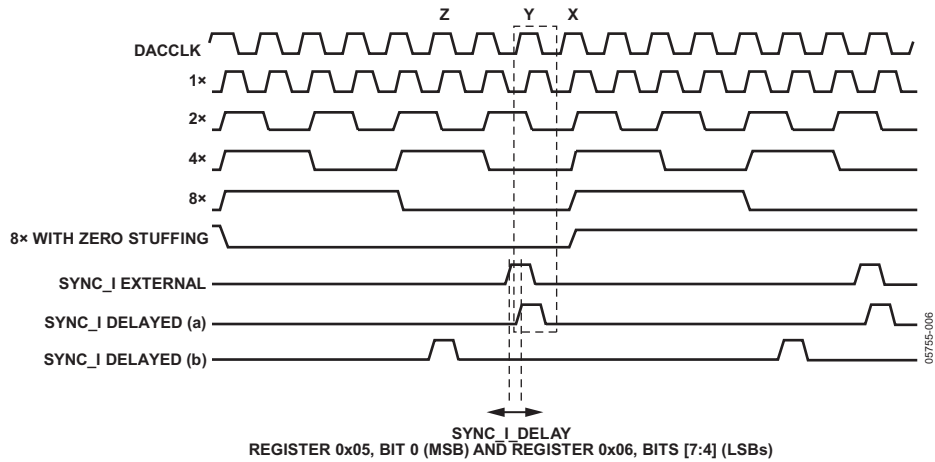 Z Y X
DACCLK
1×
2×
4×
8×
8× WITH ZERO STUFFING
SYNC_I EXTERNAL
SYNC_I DELAYED (a)
SYNC_I DELAYED (b)
SYNC_I_DELAY
REGISTER 0x05, BIT 0 (MSB) AND REGISTER 0x06, BITS [7:4] (LSBs)
05755-006